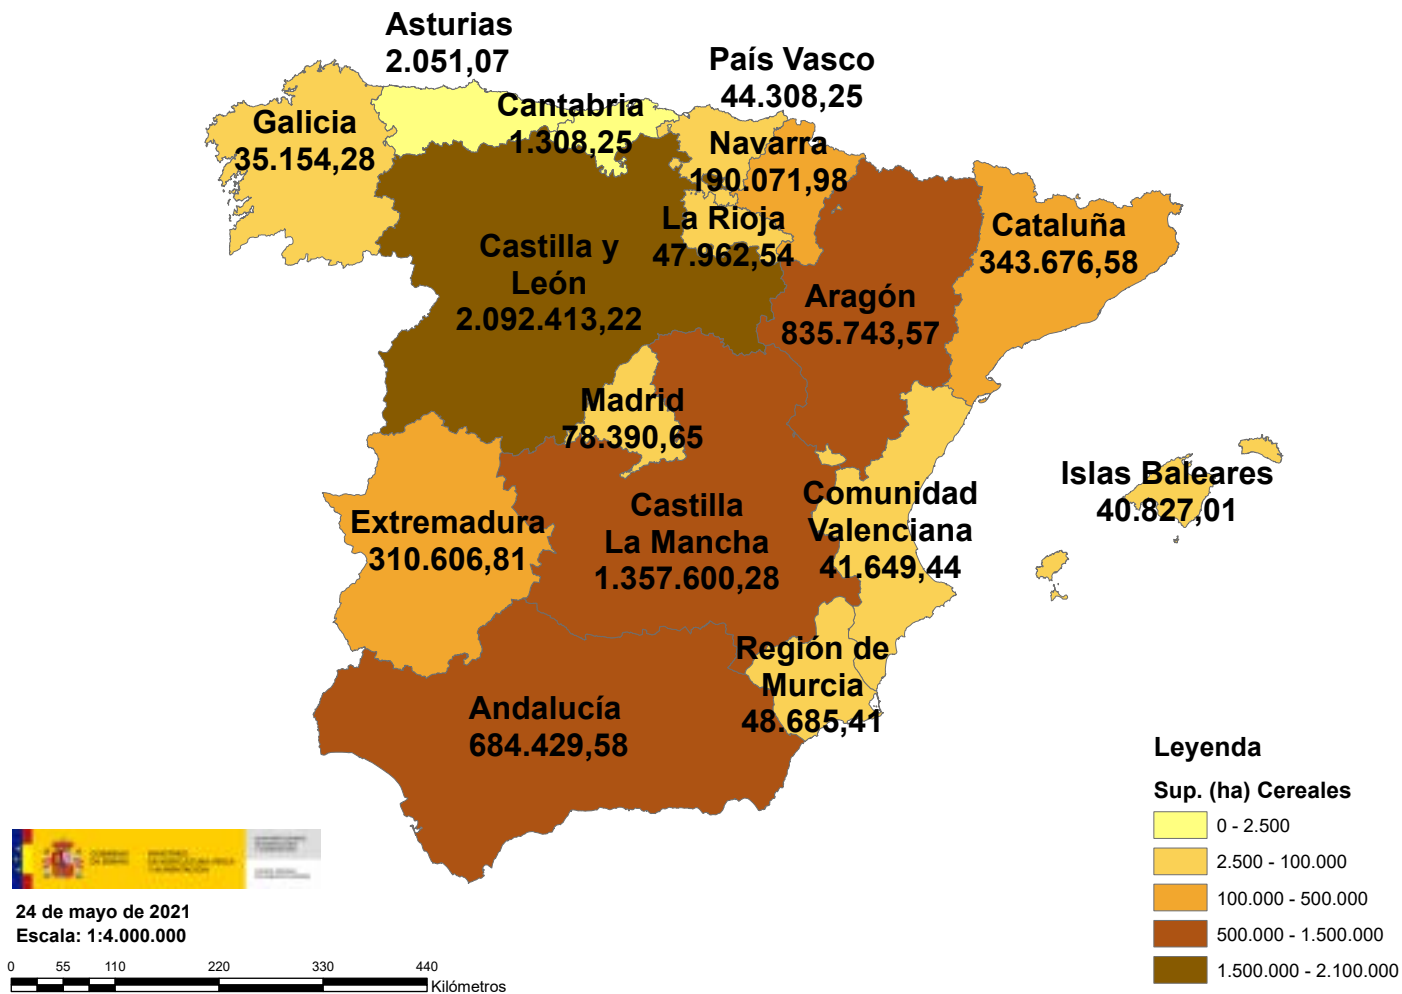 Asturias
2.051,07
País Vasco
44.308,25
Cantabria
1.308,25
Galicia
35.154,28
Navarra
190.071,98
La Rioja
47.962,54
Cataluña
343.676,58
Castilla y
León
2.092.413,22
Aragón
835.743,57
Madrid
78.390,65
Islas Baleares
40.827,01
Comunidad
Valenciana
41.649,44
Castilla
La Mancha
1.357.600,28
Extremadura
310.606,81
Región de
Murcia
48.685,41
Andalucía
684.429,58
Leyenda
Sup. (ha) Cereales
0 - 2.500
2.500 - 100.000
100.000 - 500.000
500.000 - 1.500.000
1.500.000 - 2.100.000
24 de mayo de 2021
Escala: 1:4.000.000
0 55 110 220 330 440
Kilómetros